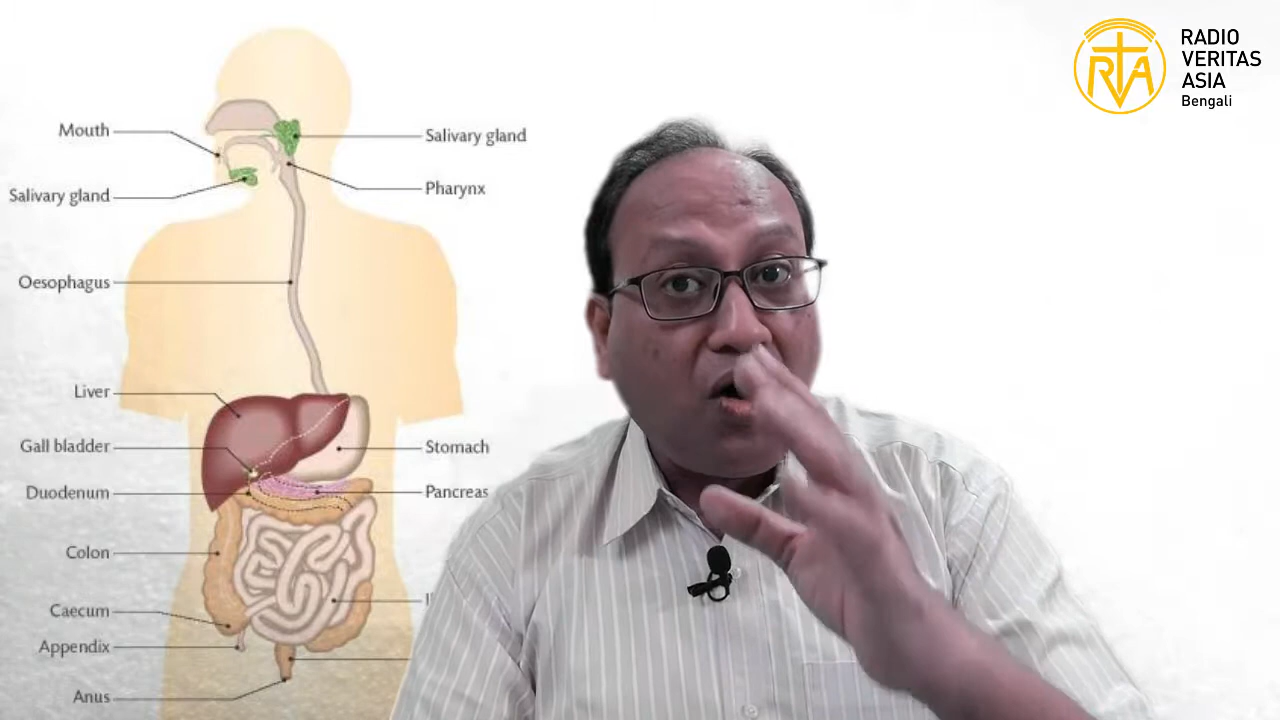 Mouth
Salivary gland
Salivary gland
Pharynx
Oesophagus
Liver
Gall bladder
Stomach
Duodenum
Pancreas
Colon
Caecum
Appendix
Anus
RADIO
VERITAS
ASIA
Bengali
RVA